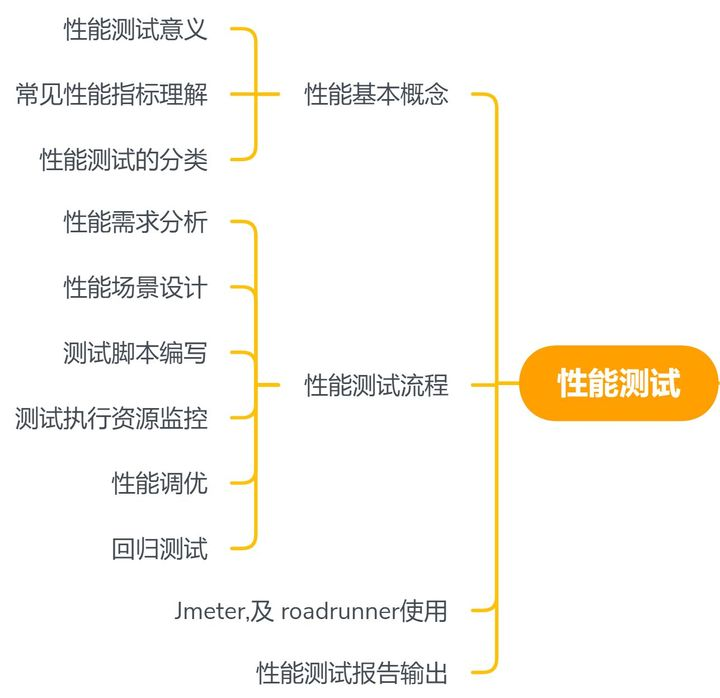 性能测试
性能基本概念
性能测试意义
常见性能指标理解
性能测试的分类
性能测试流程
性能需求分析
性能场景设计
测试脚本编写
测试执行资源监控
性能调优
回归测试
Jmeter,及 roadrunner使用
性能测试报告输出